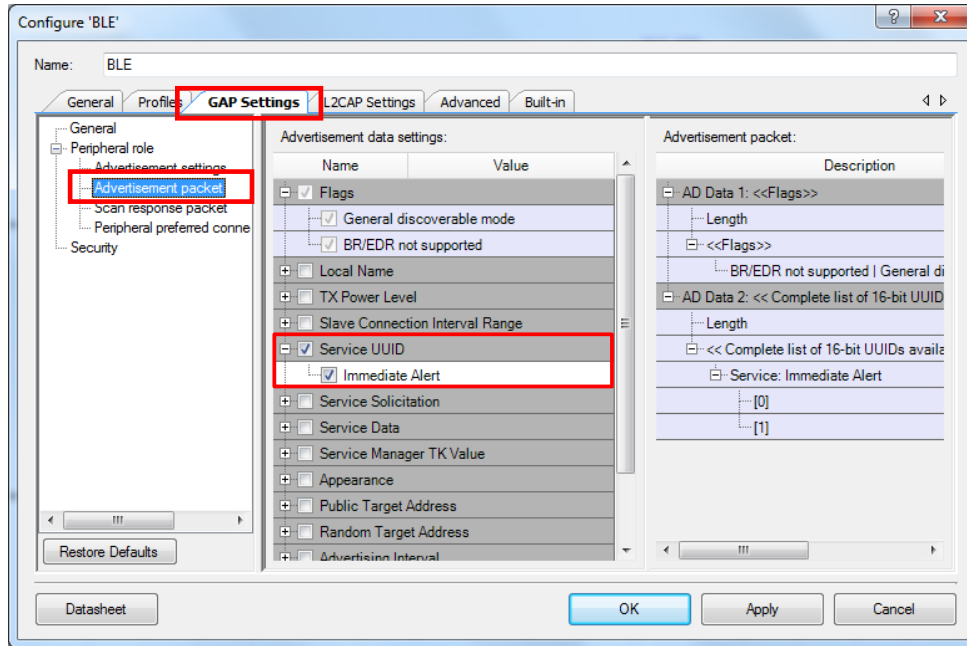 Configure 'BLE'
Name: BLE
General Profiles GAP Settings L2CAP Settings Advanced Built-in
General
Peripheral role
Advertisement settings
Advertisement packet
Scan response packet
Peripheral preferred conne
Security
Restore Defaults
Advertisement data settings:
Name Value
Flags
General discoverable mode
BR/EDR not supported
Local Name
TX Power Level
Slave Connection Interval Range
Service UUID
Immediate Alert
Service Solicitation
Service Data
Service Manager TK Value
Appearance
Public Target Address
Random Target Address
Advertising Interval
Advertisement packet:
Description
AD Data 1: <<Flags>>
Length
<<Flags>>
BR/EDR not supported | General di
AD Data 2: << Complete list of 16-bit UUID
Length
<< Complete list of 16-bit UUIDs availa
Service: Immediate Alert
[0]
[1]
Datasheet OK Apply Cancel